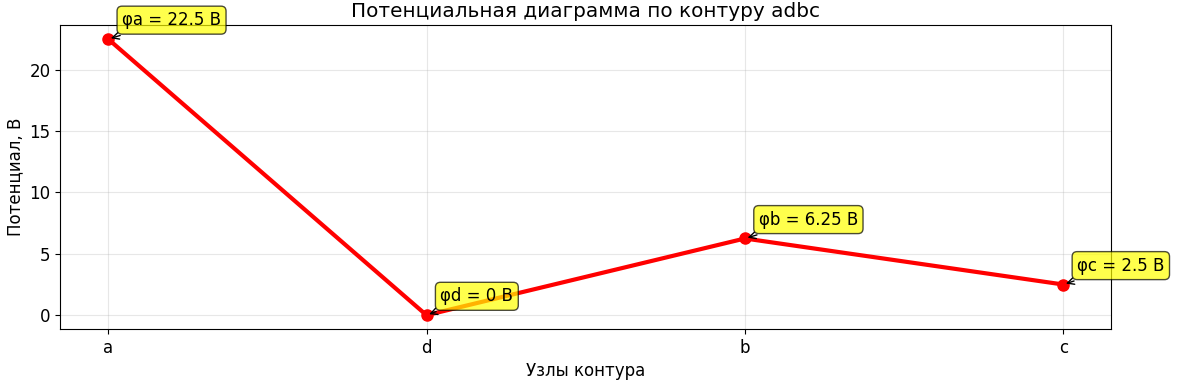 Потенциальная диаграмма по контуру adbc
φa = 22.5 В
20
15
10
5
0
Потенциал, В
φd = 0 В
φb = 6.25 В
φc = 2.5 В
a
d
b
c
Узлы контура